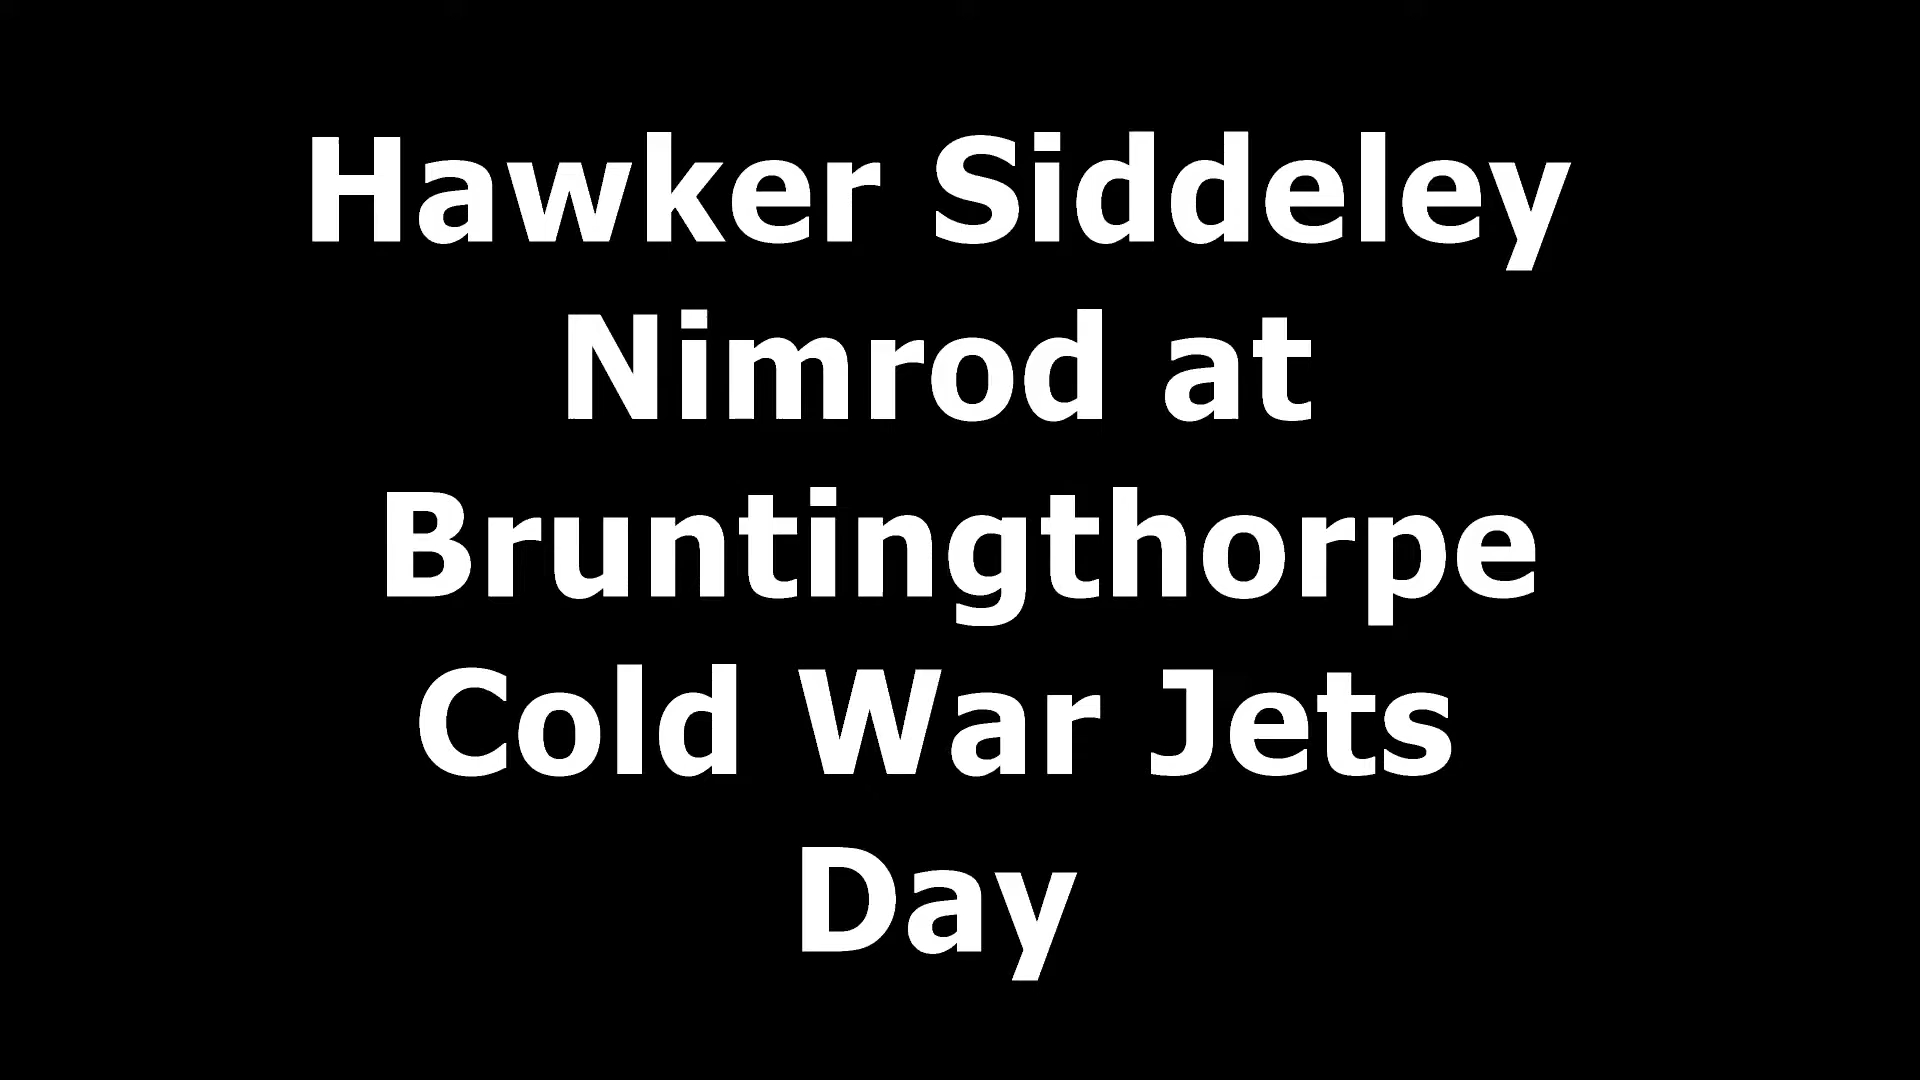 Hawker Siddeley
Nimrod at
Bruntingthorpe
Cold War Jets
Day